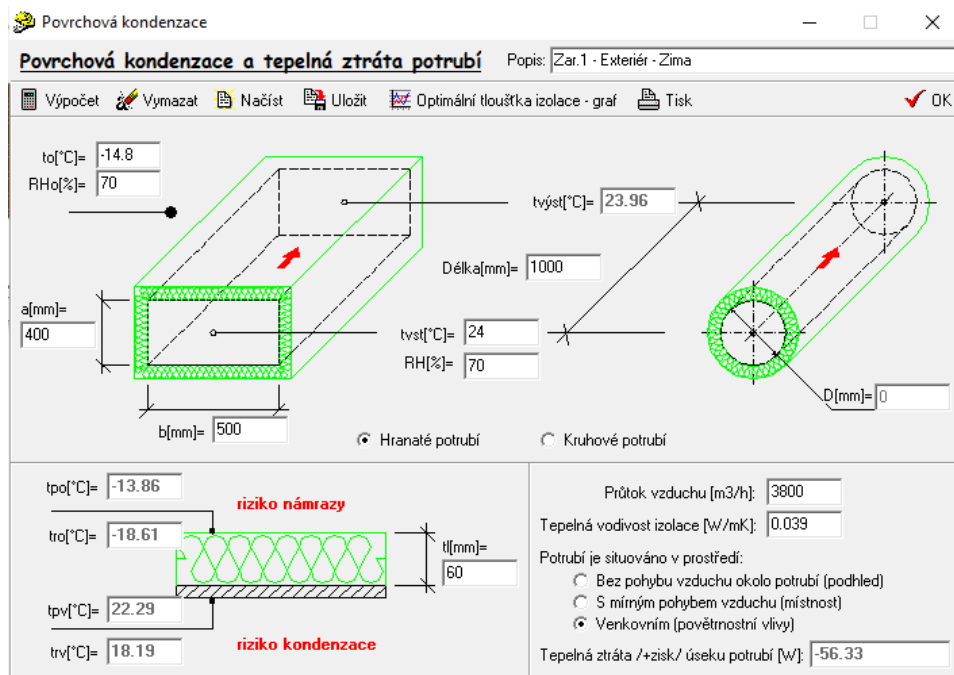 Povrchová kondenzace
Povrchová kondenzace a tepelná ztráta potrubí Popis: Zar.1 - Exteriér - Zima
Výpočet Vymazat Načíst Uložit Optimální tloušťka izolace - graf Tisk OK
to[°C]= -14.8
RHo[%]= 70
tvýst[°C]= 23.96
Délka[mm]= 1000
a[mm]=
400
tvst[°C]= 24
RH[%]= 70
D[mm]= 0
b[mm]= 500
Hranaté potrubí Kruhové potrubí
tpo[°C]= -13.86
riziko námrazy
tro[°C]= -18.61
tl[mm]=
60
tpv[°C]= 22.29
trv[°C]= 18.19
riziko kondenzace
Průtok vzduchu [m3/h]: 3800
Tepelná vodivost izolace [W/mK]: 0.039
Potrubí je situováno v prostředí:
Bez pohybu vzduchu okolo potrubí (podhled)
S mírným pohybem vzduchu (místnost)
Venkovním (povětrnostní vlivy)
Tepelná ztráta /+zisk/ úseku potrubí [W]: -56.33